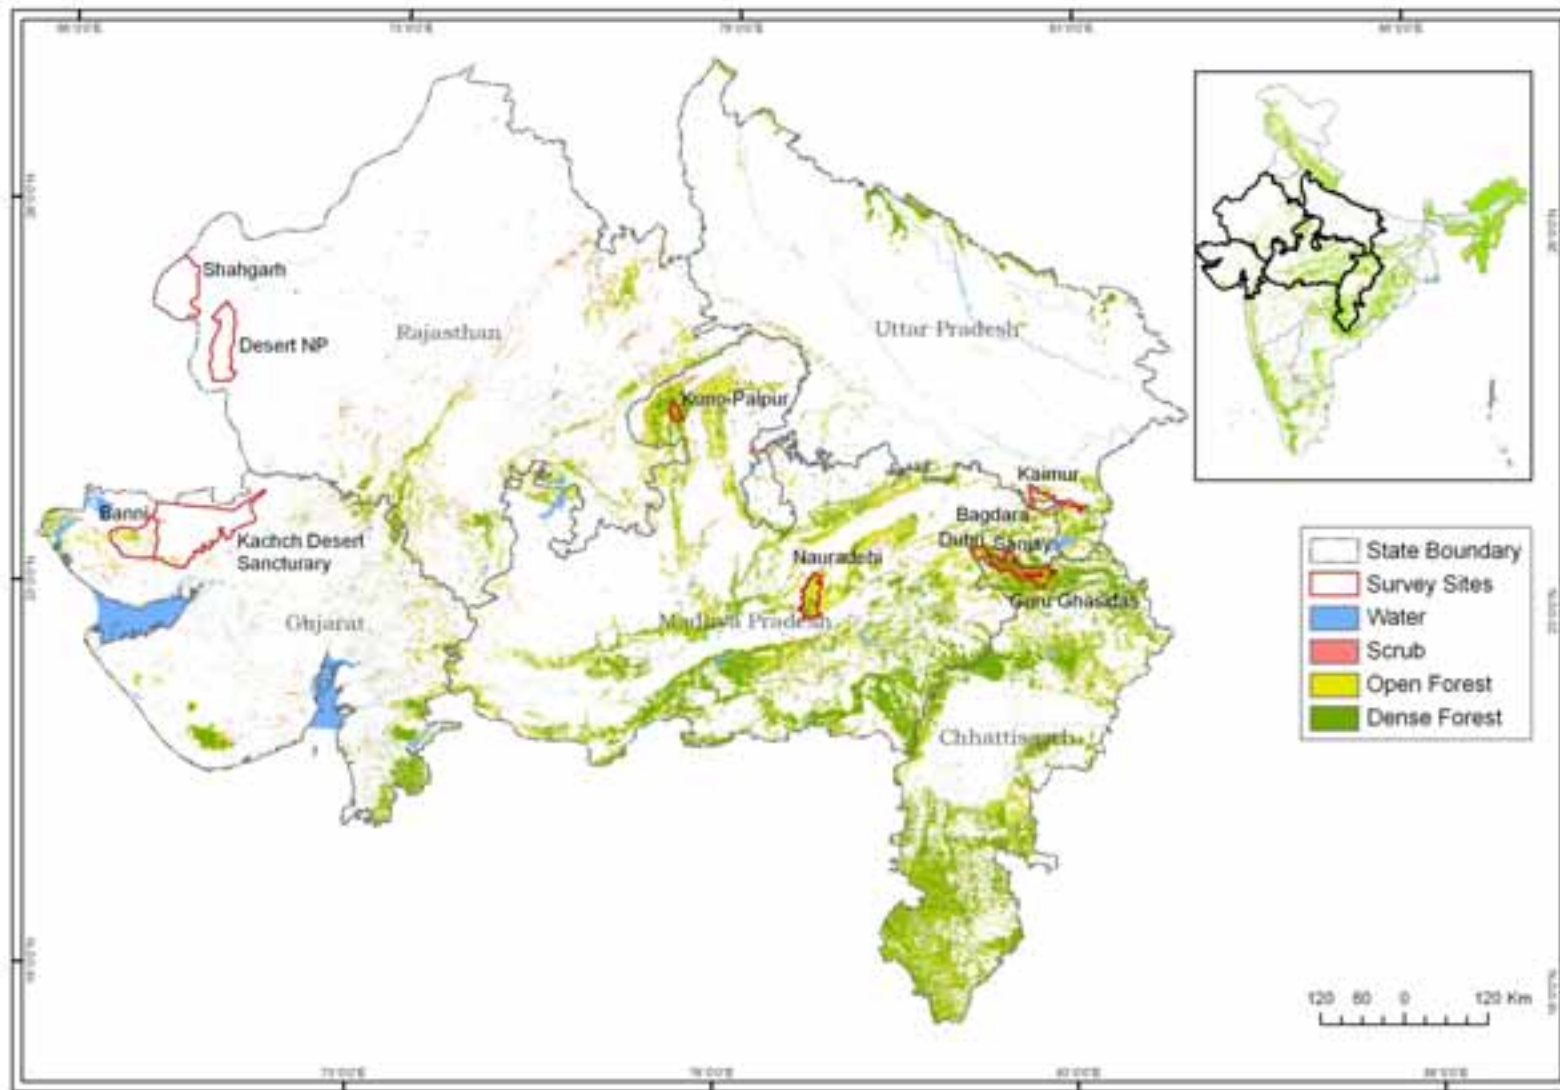 Shahgarh
Desert NP
Rajasthan
Uttar Pradesh
Kuno-Palpur
Kaimur
Banni
Bagdara
Kachch Desert
Sancturary
Dubri Sanjay
Nauradehi
Guru Ghasidas
Gujarat
Madhya Pradesh
Chhattisgarh
State Boundary
Survey Sites
Water
Scrub
Open Forest
Dense Forest
120 60 0 120 Km